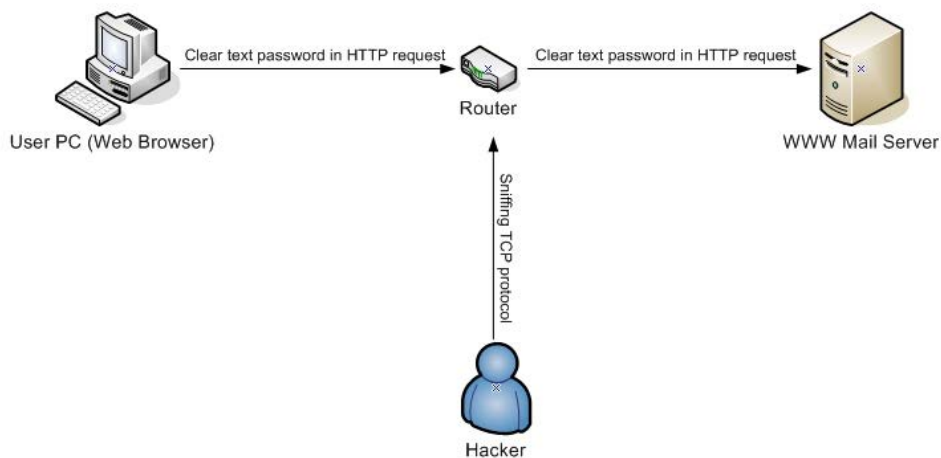 Clear text password in HTTP request
Clear text password in HTTP request
Router
User PC (Web Browser)
WWW Mail Server
Sniffing TCP protocol
Hacker